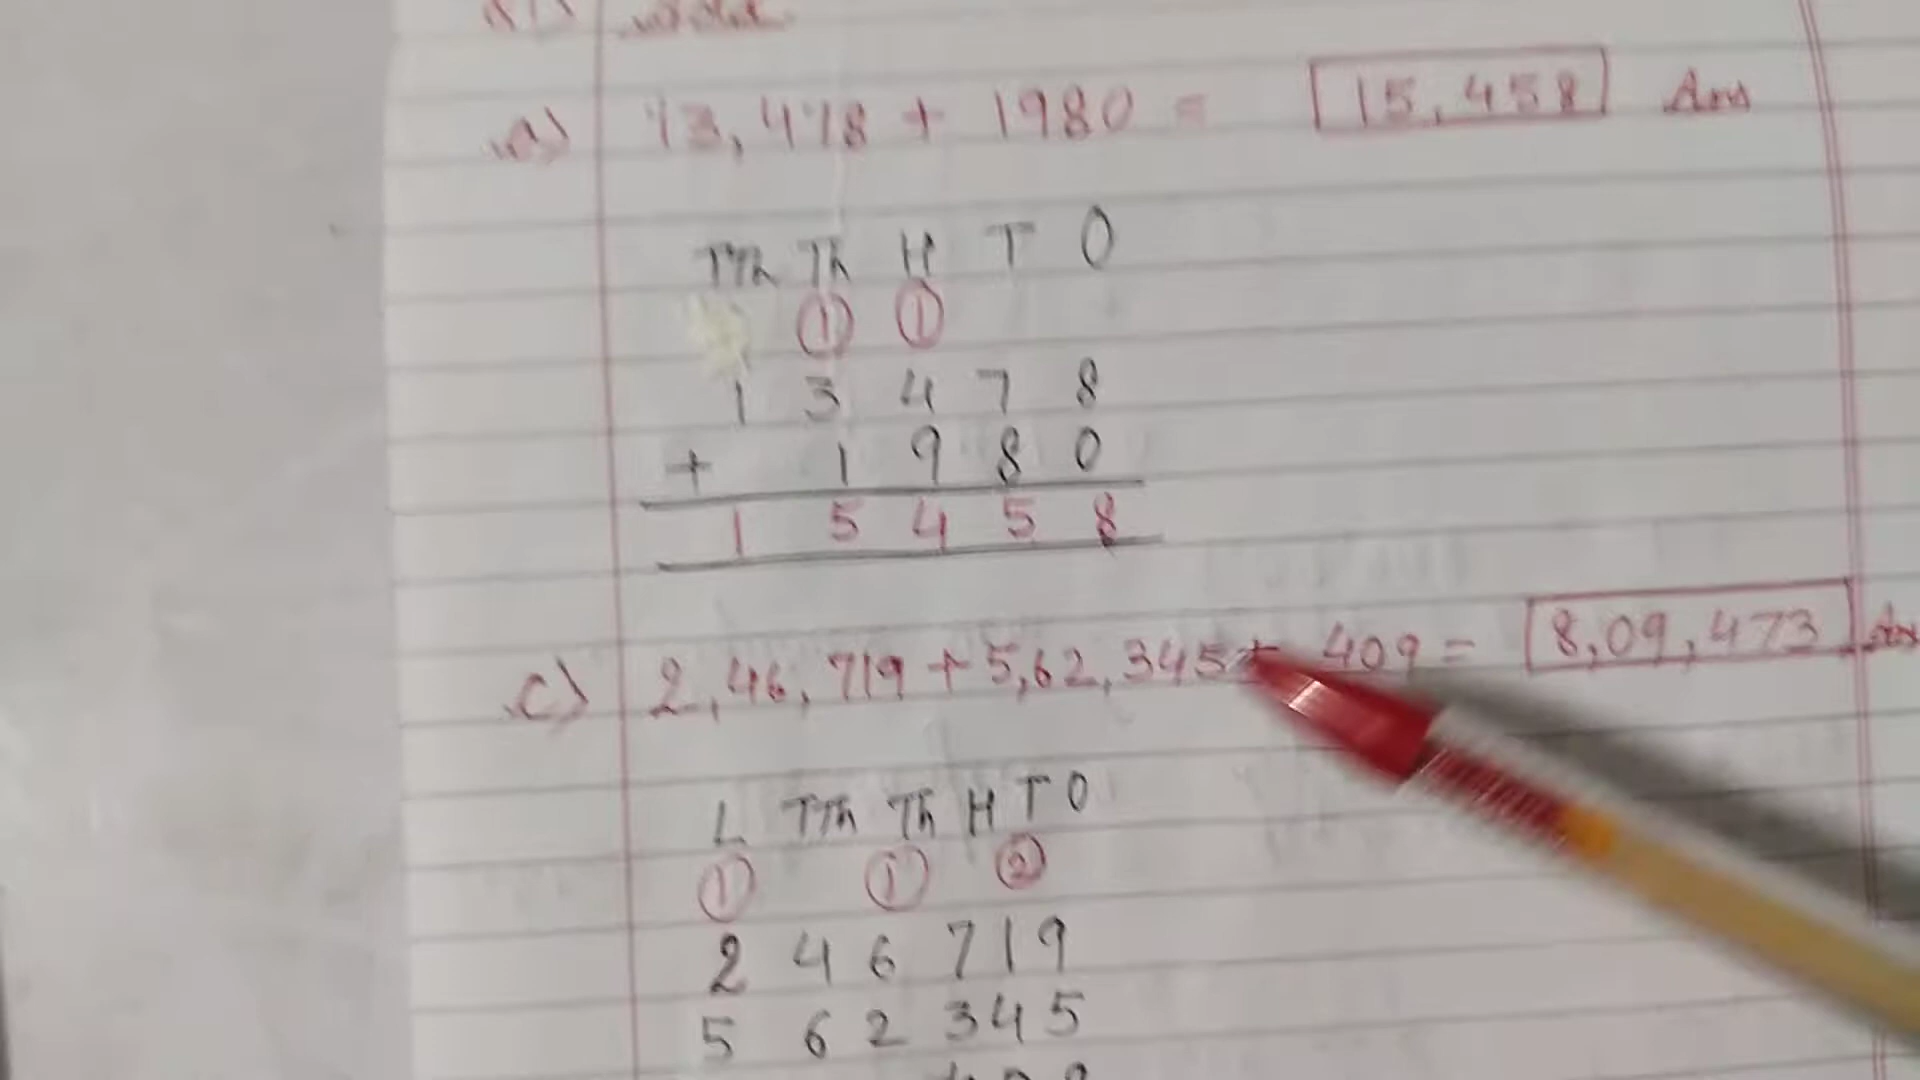 a) 13,478 + 1980 = 15,458 Ans
TTh Th H T O
1 1
1 3 4 7 8
+ 1 9 8 0
1 5 4 5 8
c) 2,46,719 + 5,62,345 + 409 = 8,09,473 Ans
L TTh Th H T O
1 1 2
2 4 6 7 1 9
5 6 2 3 4 5